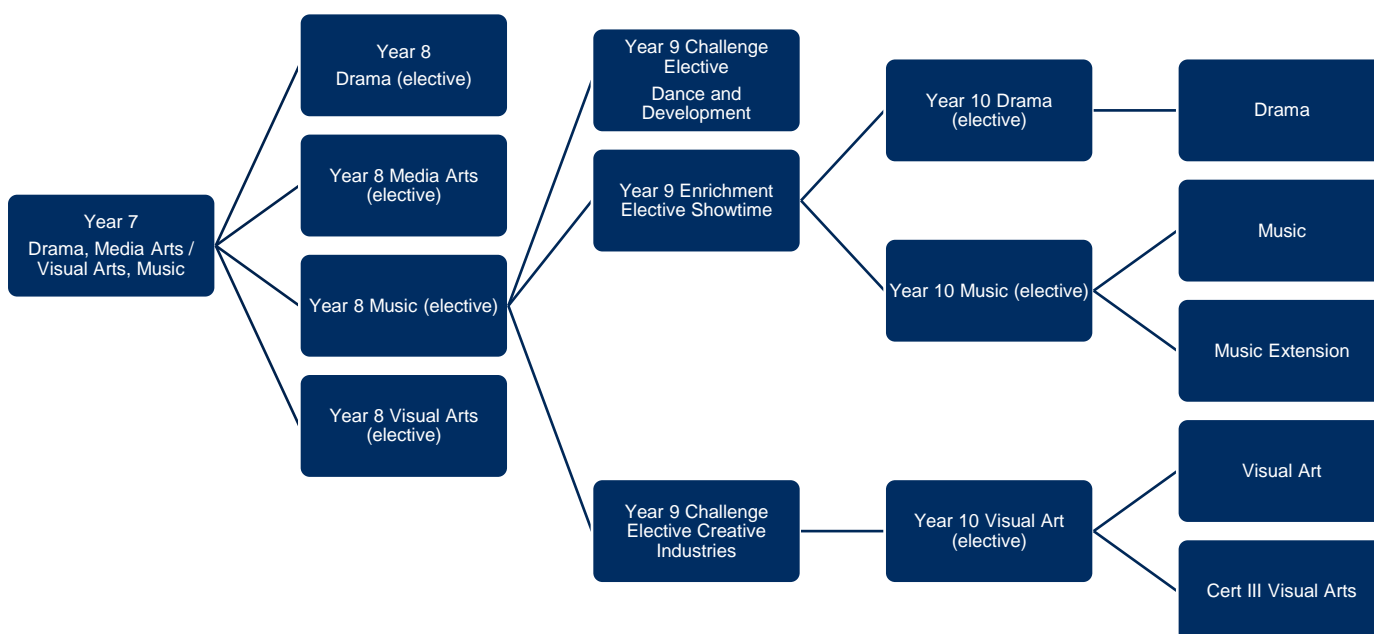 Year 7
Drama, Media Arts /
Visual Arts, Music
Year 8
Drama (elective)
Year 8 Media Arts
(elective)
Year 8 Music (elective)
Year 8 Visual Arts
(elective)
Year 9 Challenge
Elective
Dance and
Development
Year 9 Enrichment
Elective Showtime
Year 9 Challenge
Elective Creative
Industries
Year 10 Drama
(elective)
Year 10 Music (elective)
Year 10 Visual Art
(elective)
Drama
Music
Music Extension
Visual Art
Cert III Visual Arts